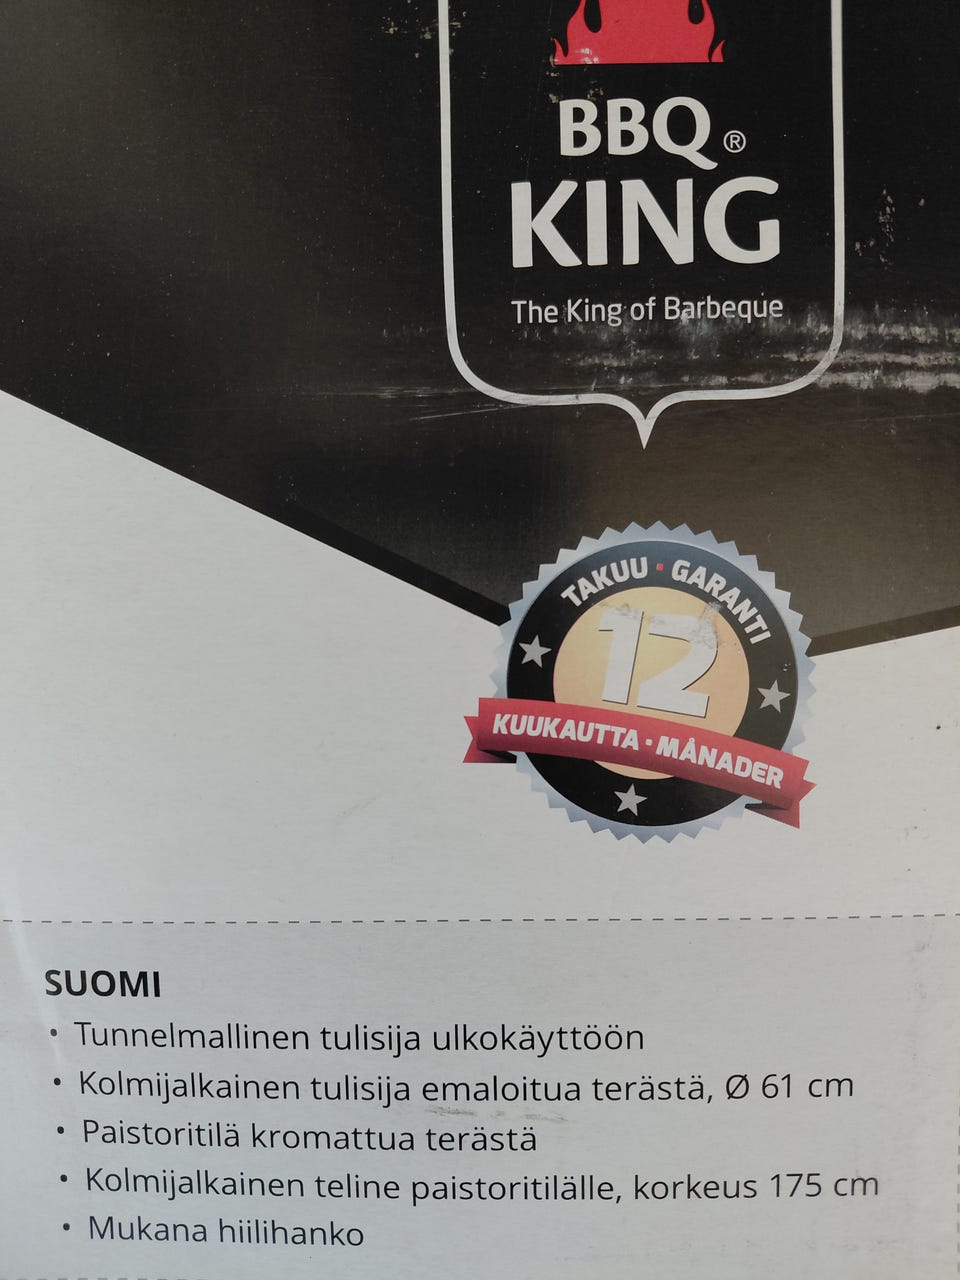 BBQ®
KING
The King of Barbeque
TAKUU • GARANTI
12
KUUKAUTTA • MÅNADER
SUOMI
• Tunnelmallinen tulisija ulkokäyttöön
• Kolmijalkainen tulisija emaloitua terästä, Ø 61 cm
• Paistoritilä kromattua terästä
• Kolmijalkainen teline paistoritilälle, korkeus 175 cm
• Mukana hiilihanko